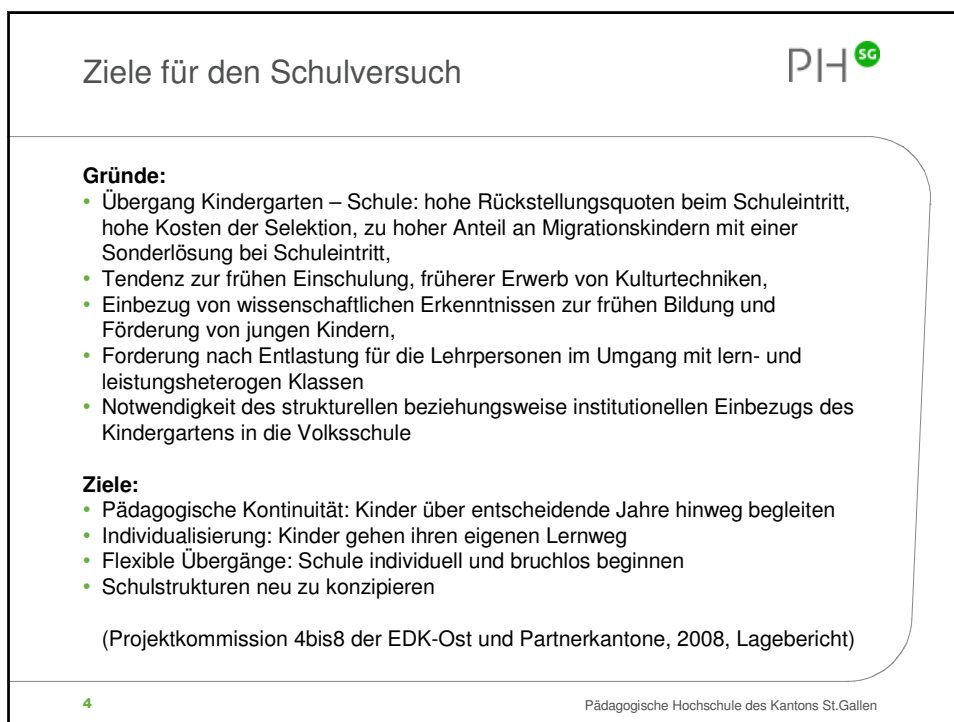 Ziele für den Schulversuch
PH SG
Gründe:
• Übergang Kindergarten – Schule: hohe Rückstellungsquoten beim Schuleintritt,
hohe Kosten der Selektion, zu hoher Anteil an Migrationskindern mit einer
Sonderlösung bei Schuleintritt,
• Tendenz zur frühen Einschulung, früherer Erwerb von Kulturtechniken,
• Einbezug von wissenschaftlichen Erkenntnissen zur frühen Bildung und
Förderung von jungen Kindern,
• Forderung nach Entlastung für die Lehrpersonen im Umgang mit lern- und
leistungsheterogen Klassen
• Notwendigkeit des strukturellen beziehungsweise institutionellen Einbezugs des
Kindergartens in die Volksschule
Ziele:
• Pädagogische Kontinuität: Kinder über entscheidende Jahre hinweg begleiten
• Individualisierung: Kinder gehen ihren eigenen Lernweg
• Flexible Übergänge: Schule individuell und bruchlos beginnen
• Schulstrukturen neu zu konzipieren
(Projektkommission 4bis8 der EDK-Ost und Partnerkantone, 2008, Lagebericht)
4
Pädagogische Hochschule des Kantons St.Gallen